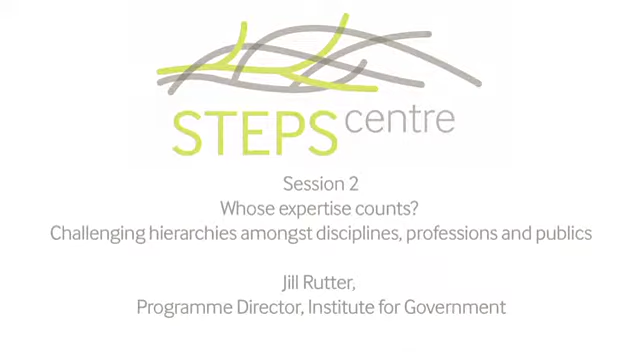 STEPS centre
Session 2
Whose expertise counts?
Challenging hierarchies amongst disciplines, professions and publics
Jill Rutter,
Programme Director, Institute for Government